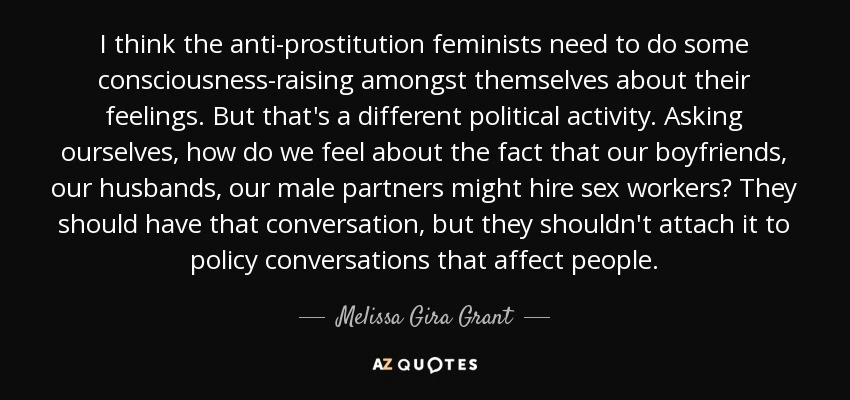 I think the anti-prostitution feminists need to do some
consciousness-raising amongst themselves about their
feelings. But that's a different political activity. Asking
ourselves, how do we feel about the fact that our boyfriends,
our husbands, our male partners might hire sex workers? They
should have that conversation, but they shouldn't attach it to
policy conversations that affect people.
Melissa Gira Grant
AZ QUOTES